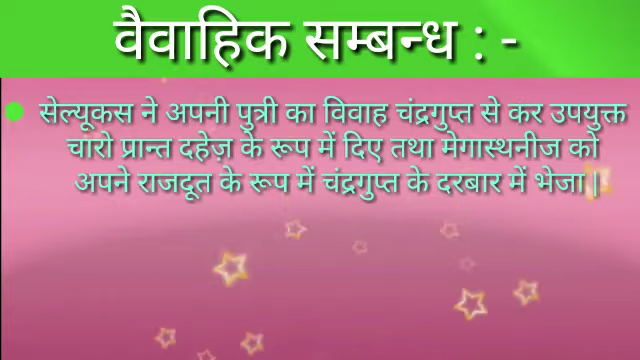 वैवाहिक सम्बन्ध : -
सेल्यूकस ने अपनी पुत्री का विवाह चंद्रगुप्त से कर उपयुक्त
चारो प्रान्त दहेज़ के रूप में दिए तथा मेगास्थनीज को
अपने राजदूत के रूप में चंद्रगुप्त के दरबार में भेजा |